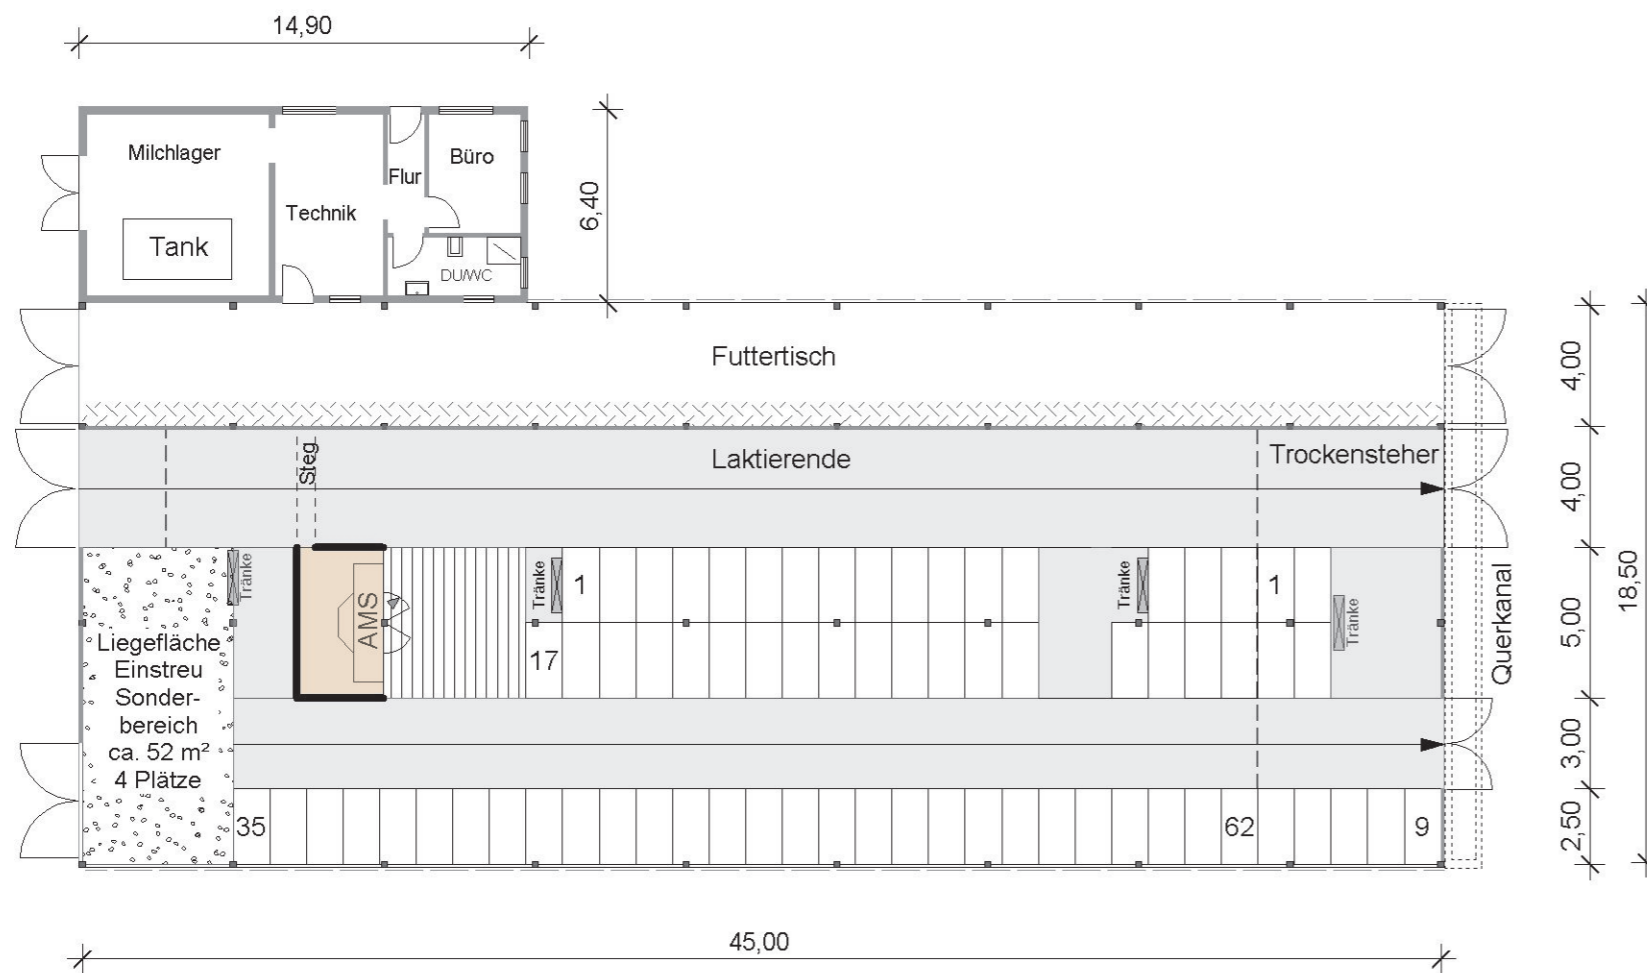 14,90
Milchlager
Flur
Büro
Technik
Tank
DU/WC
6,40
Futtertisch
4,00
Steg
Laktierende
Trockensteher
4,00
Tränke
AMS
Tränke
1
17
Tränke
1
Tränke
Querkanal
5,00
18,50
Liegefläche
Einstreu
Sonder-
bereich
ca. 52 m²
4 Plätze
3,00
35
62
9
2,50
45,00